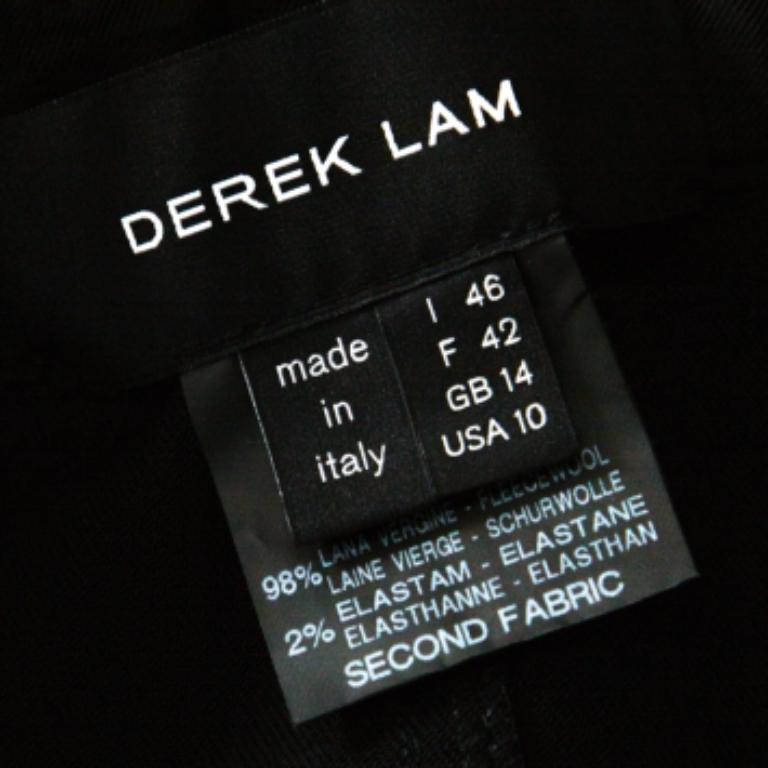 DEREK LAM
made
in
italy
I 46
F 42
GB 14
USA 10
98% LANA VERGINE - FLEECEWOOL
LAINE VIERGE - SCHURWOLLE
2% ELASTAM - ELASTANE
ELASTHANNE - ELASTHAN
SECOND FABRIC